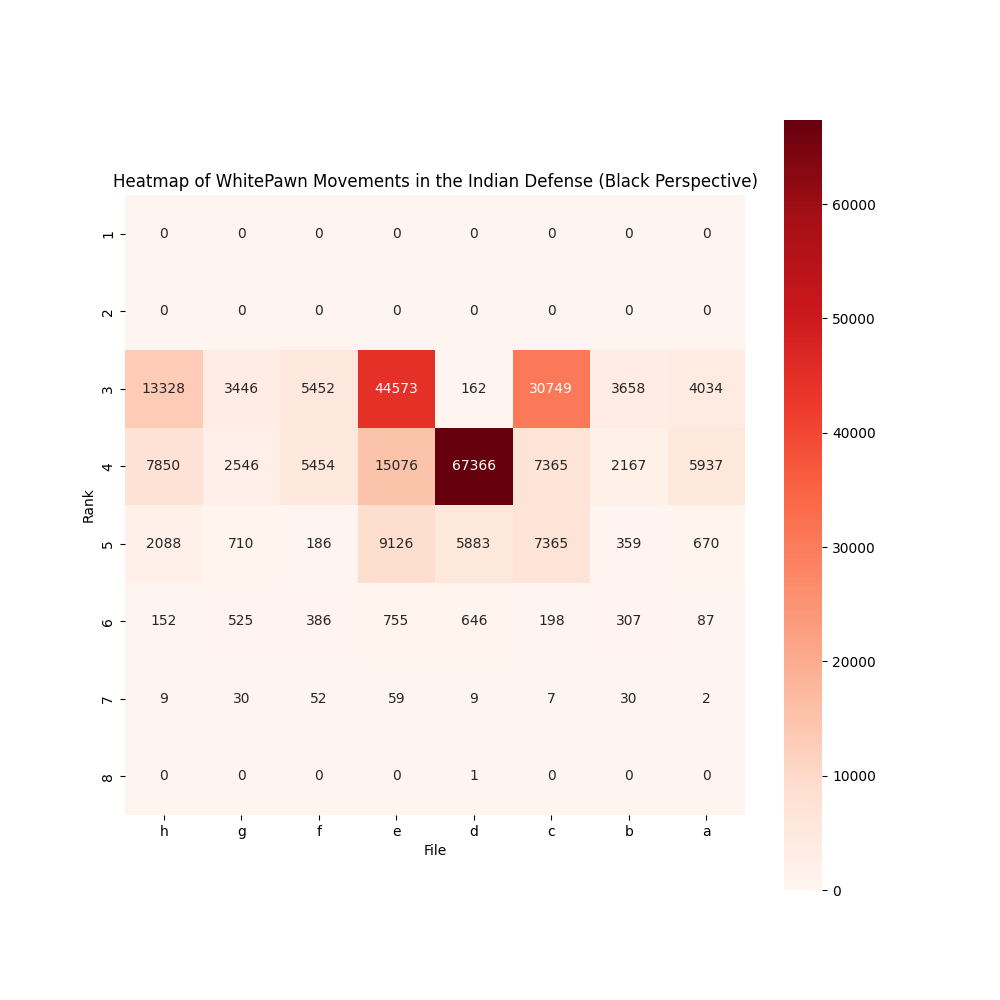 Heatmap of WhitePawn Movements in the Indian Defense (Black Perspective)
1 0 0 0 0 0 0 0 0
2 0 0 0 0 0 0 0 0
3 13328 3446 5452 44573 162 30749 3658 4034
4 7850 2546 5454 15076 67366 7365 2167 5937
5 2088 710 186 9126 5883 7365 359 670
6 152 525 386 755 646 198 307 87
7 9 30 52 59 9 7 30 2
8 0 0 0 0 1 0 0 0
h g f e d c b a
Rank
File
60000
50000
40000
30000
20000
10000
0